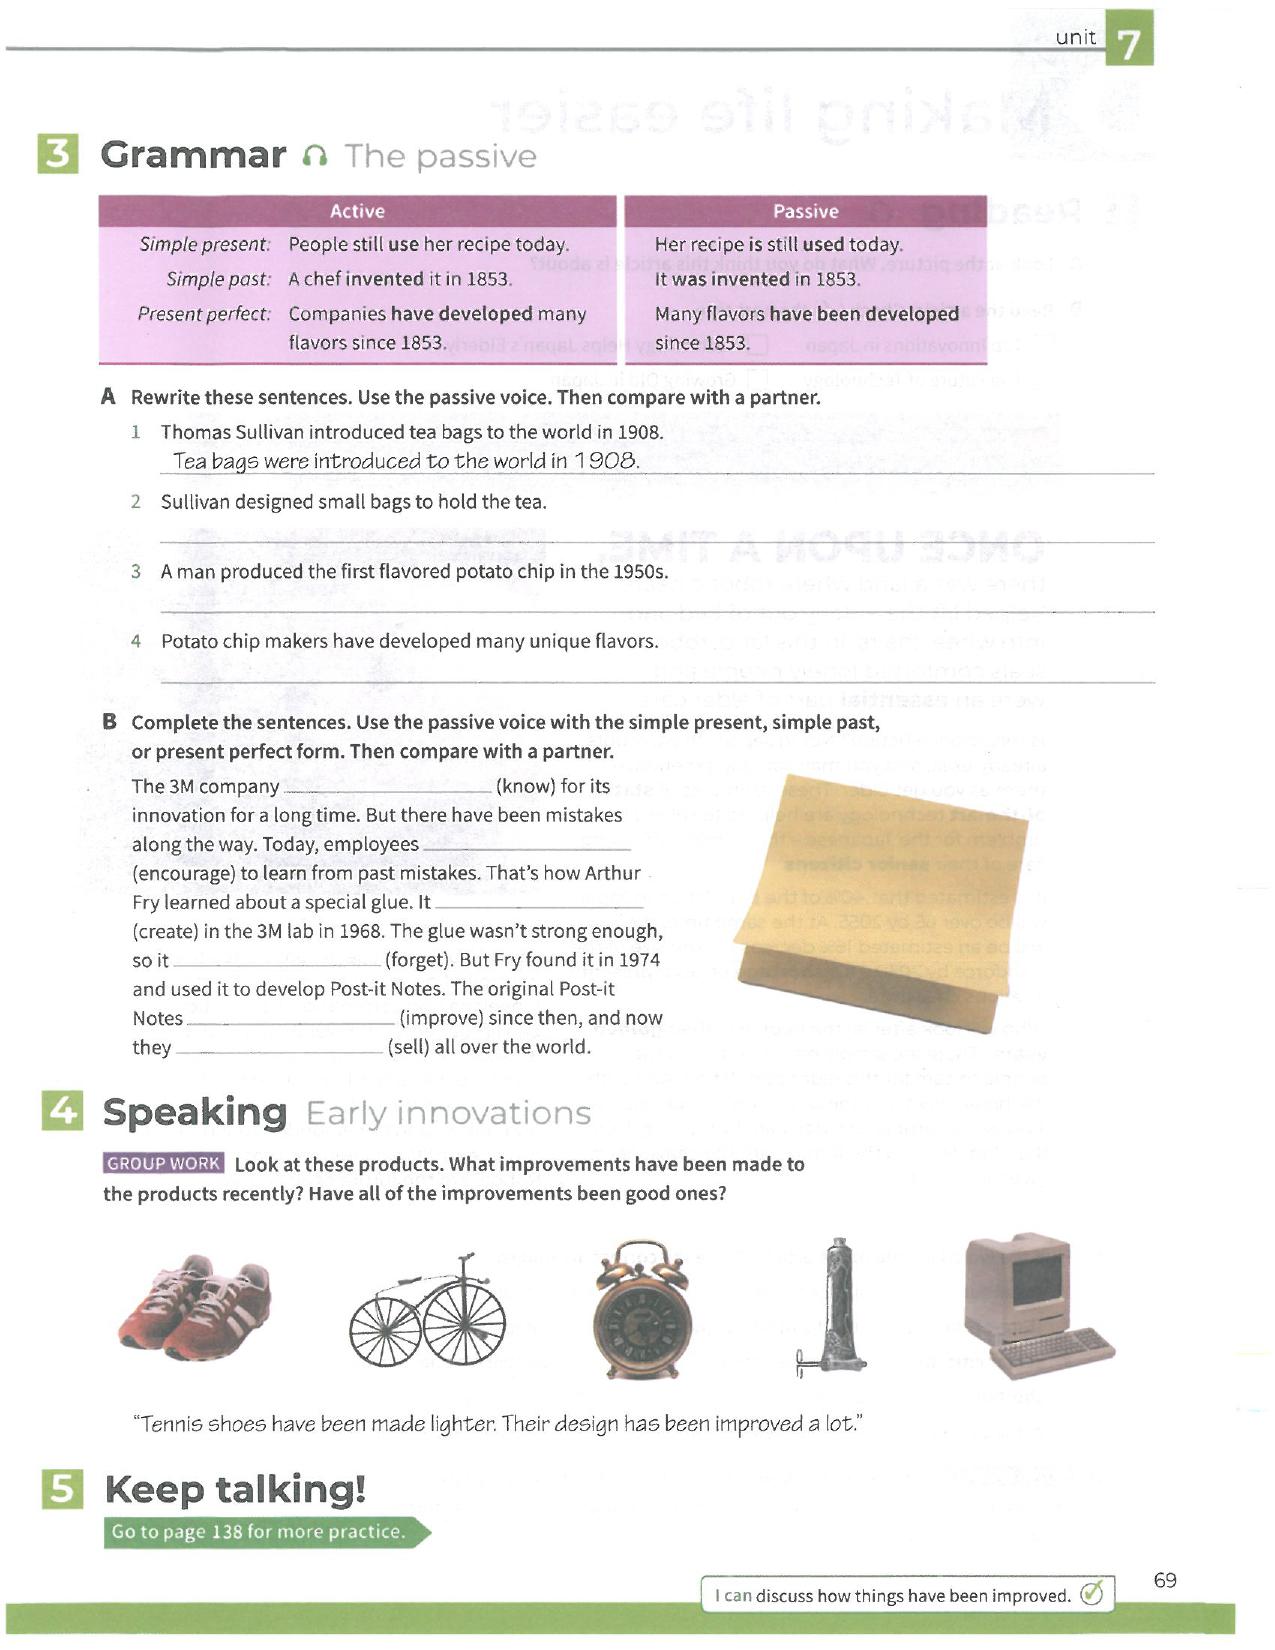 unit 7
3 Grammar The passive
Active Passive
Simple present: People still use her recipe today. Her recipe is still used today.
Simple past: A chef invented it in 1853. It was invented in 1853.
Present perfect: Companies have developed many Many flavors have been developed
flavors since 1853. since 1853.
A Rewrite these sentences. Use the passive voice. Then compare with a partner.
1 Thomas Sullivan introduced tea bags to the world in 1908.
Tea bags were introduced to the world in 1908.
2 Sullivan designed small bags to hold the tea.
3 A man produced the first flavored potato chip in the 1950s.
4 Potato chip makers have developed many unique flavors.
B Complete the sentences. Use the passive voice with the simple present, simple past,
or present perfect form. Then compare with a partner.
The 3M company (know) for its
innovation for a long time. But there have been mistakes
along the way. Today, employees
(encourage) to learn from past mistakes. That's how Arthur
Fry learned about a special glue. It
(create) in the 3M lab in 1968. The glue wasn't strong enough,
so it (forget). But Fry found it in 1974
and used it to develop Post-it Notes. The original Post-it
Notes (improve) since then, and now
they (sell) all over the world.
4 Speaking Early innovations
GROUP WORK Look at these products. What improvements have been made to
the products recently? Have all of the improvements been good ones?
"Tennis shoes have been made lighter. Their design has been improved a lot."
5 Keep talking!
Go to page 138 for more practice.
I can discuss how things have been improved.
69